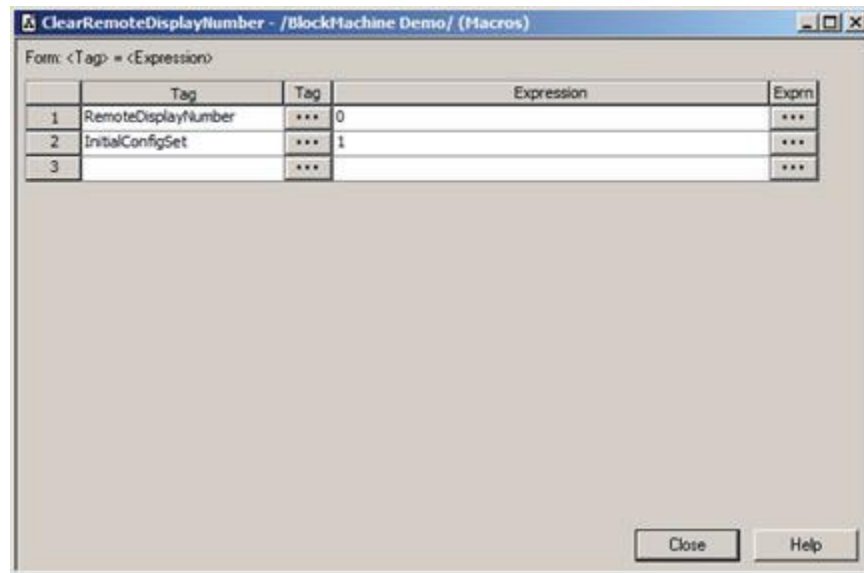 ClearRemoteDisplayNumber - /BlockMachine Demo/ (Macros)
Form: <Tag> = <Expression>
Tag Tag Expression Exprn
1 RemoteDisplayNumber ... 0 ...
2 InitialConfigSet ... 1 ...
3 ... ...
Close Help